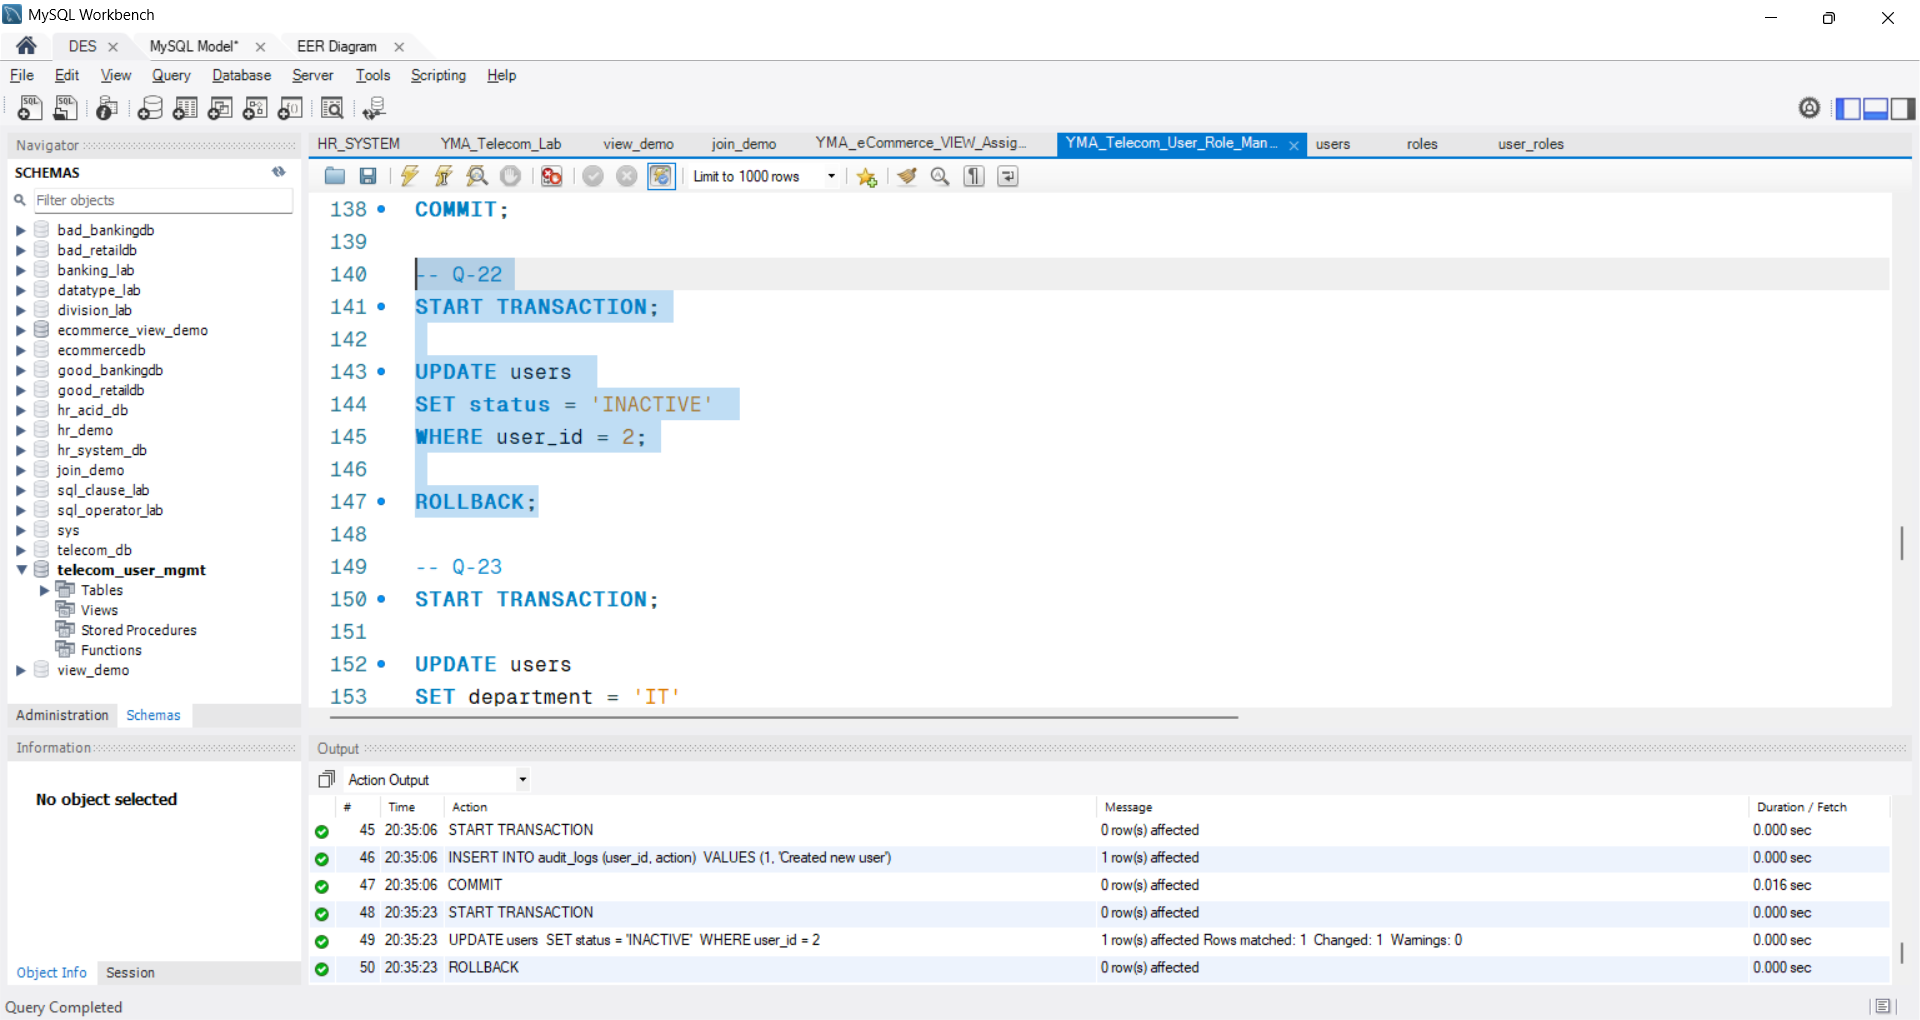 MySQL Workbench
DES
MySQL Model*
EER Diagram
File Edit View Query Database Server Tools Scripting Help
Navigator
SCHEMAS
Filter objects
bad_bankingdb
bad_retaildb
banking_lab
datatype_lab
division_lab
ecommerce_view_demo
ecommercedb
good_bankingdb
good_retaildb
hr_acid_db
hr_demo
hr_system_db
join_demo
sql_clause_lab
sql_operator_lab
sys
telecom_db
telecom_user_mgmt
Tables
Views
Stored Procedures
Functions
view_demo
Administration Schemas
Information
No object selected
Object Info Session
HR_SYSTEM YMA_Telecom_Lab view_demo join_demo YMA_eCommerce_VIEW_Assig... YMA_Telecom_User_Role_Man... users roles user_roles
Limit to 1000 rows
138 COMMIT;
139
140 -- Q-22
141 START TRANSACTION;
142
143 UPDATE users
144 SET status = 'INACTIVE'
145 WHERE user_id = 2;
146
147 ROLLBACK;
148
149 -- Q-23
150 START TRANSACTION;
151
152 UPDATE users
153 SET department = 'IT'
Output
Action Output
# Time Action Message Duration / Fetch
45 20:35:06 START TRANSACTION 0 row(s) affected 0.000 sec
46 20:35:06 INSERT INTO audit_logs (user_id, action) VALUES (1, 'Created new user') 1 row(s) affected 0.000 sec
47 20:35:06 COMMIT 0 row(s) affected 0.016 sec
48 20:35:23 START TRANSACTION 0 row(s) affected 0.000 sec
49 20:35:23 UPDATE users SET status = 'INACTIVE' WHERE user_id = 2 1 row(s) affected Rows matched: 1 Changed: 1 Warnings: 0 0.000 sec
50 20:35:23 ROLLBACK 0 row(s) affected 0.000 sec
Query Completed